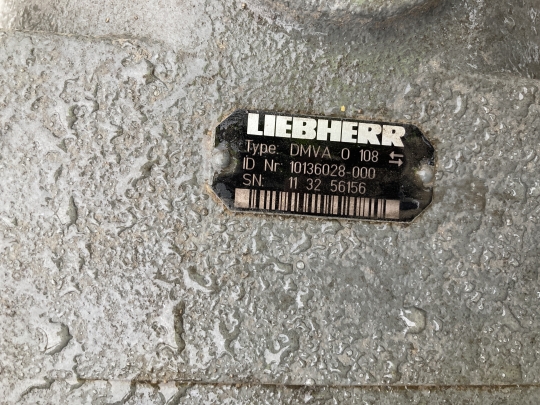 LIEBHERR
Type: DMVA 0 108 ⇆
ID Nr: 10136028-000
SN: 11 32 56156